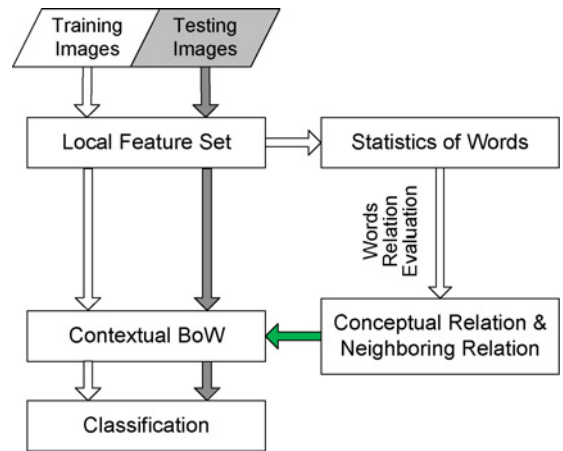 Training
Images
Testing
Images
Local Feature Set
Statistics of Words
Words
Relation
Evaluation
Contextual BoW
Conceptual Relation &
Neighboring Relation
Classification